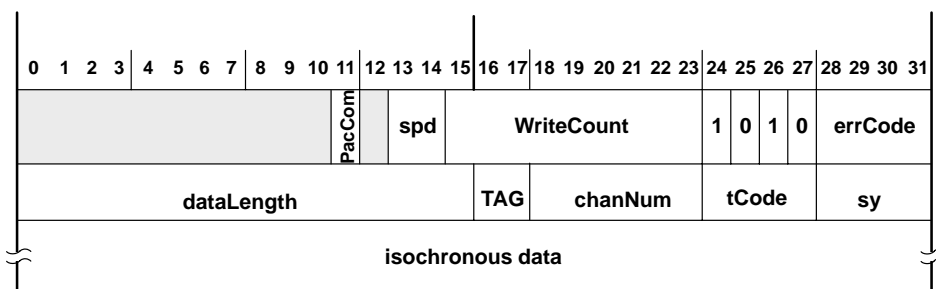 0 1 2 3 4 5 6 7 8 9 10 11 12 13 14 15 16 17 18 19 20 21 22 23 24 25 26 27 28 29 30 31
PacCom spd WriteCount 1 0 1 0 errCode
dataLength TAG chanNum tCode sy
isochronous data